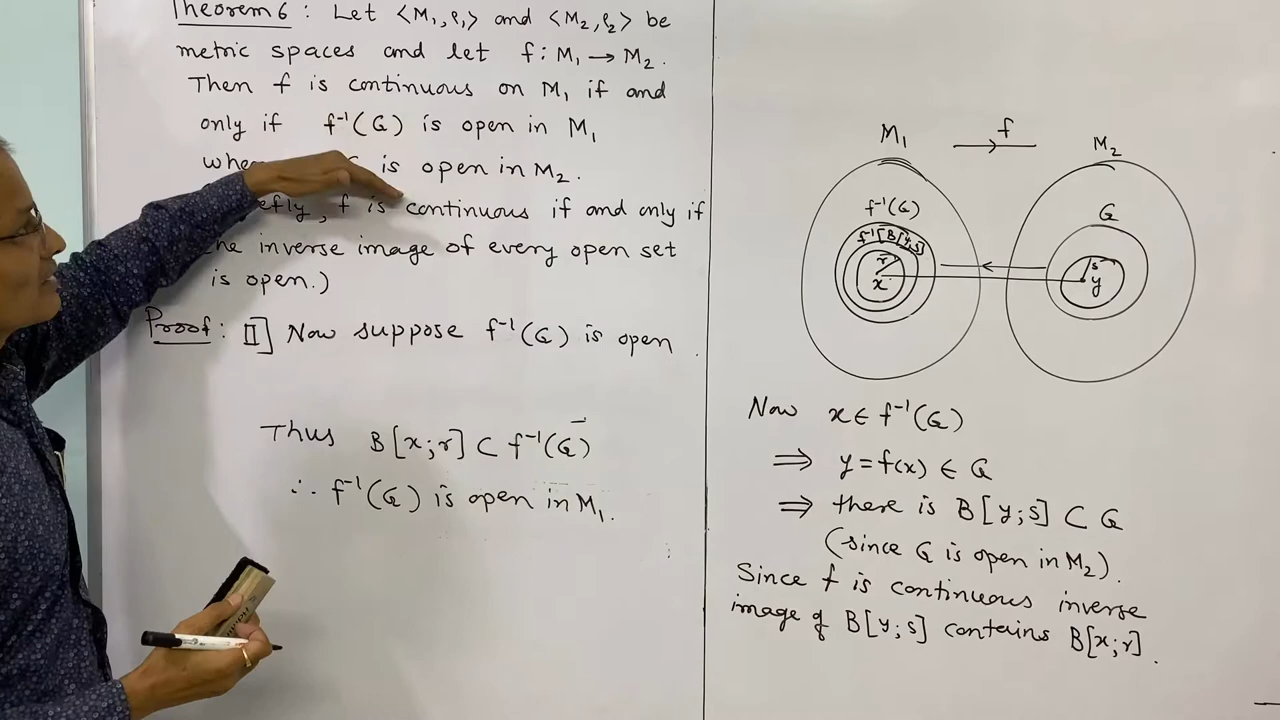 Theorem 6 : Let <M₁,ρ₁> and <M₂,ρ₂> be
metric spaces and let f : M₁ → M₂.
Then f is continuous on M₁ if and
only if f⁻¹(G) is open in M₁
is open in M₂.
f is continuous if and only if
inverse image of every open set
is open.)
Proof : II] Now suppose f⁻¹(G) is open
Thus B[x;r] ⊂ f⁻¹(G)
∴ f⁻¹(G) is open in M₁.
M₁ → f M₂
f⁻¹(G)
G
f⁻¹[B[y;s]]
r
x
s
y
Now x ∈ f⁻¹(G)
⇒ y = f(x) ∈ G
⇒ there is B[y;s] ⊂ G
(since G is open in M₂).
Since f is continuous inverse
image of B[y;s] contains B[x;r].